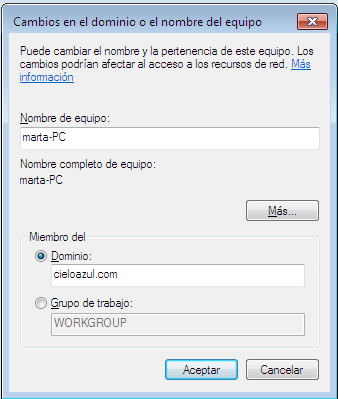 Cambios en el dominio o el nombre del equipo
Puede cambiar el nombre y la pertenencia de este equipo. Los
cambios podrían afectar al acceso a los recursos de red. Más
información
Nombre de equipo:
marta-PC
Nombre completo de equipo:
marta-PC
Más...
Miembro del
Dominio:
cieloazul.com
Grupo de trabajo:
WORKGROUP
Aceptar
Cancelar